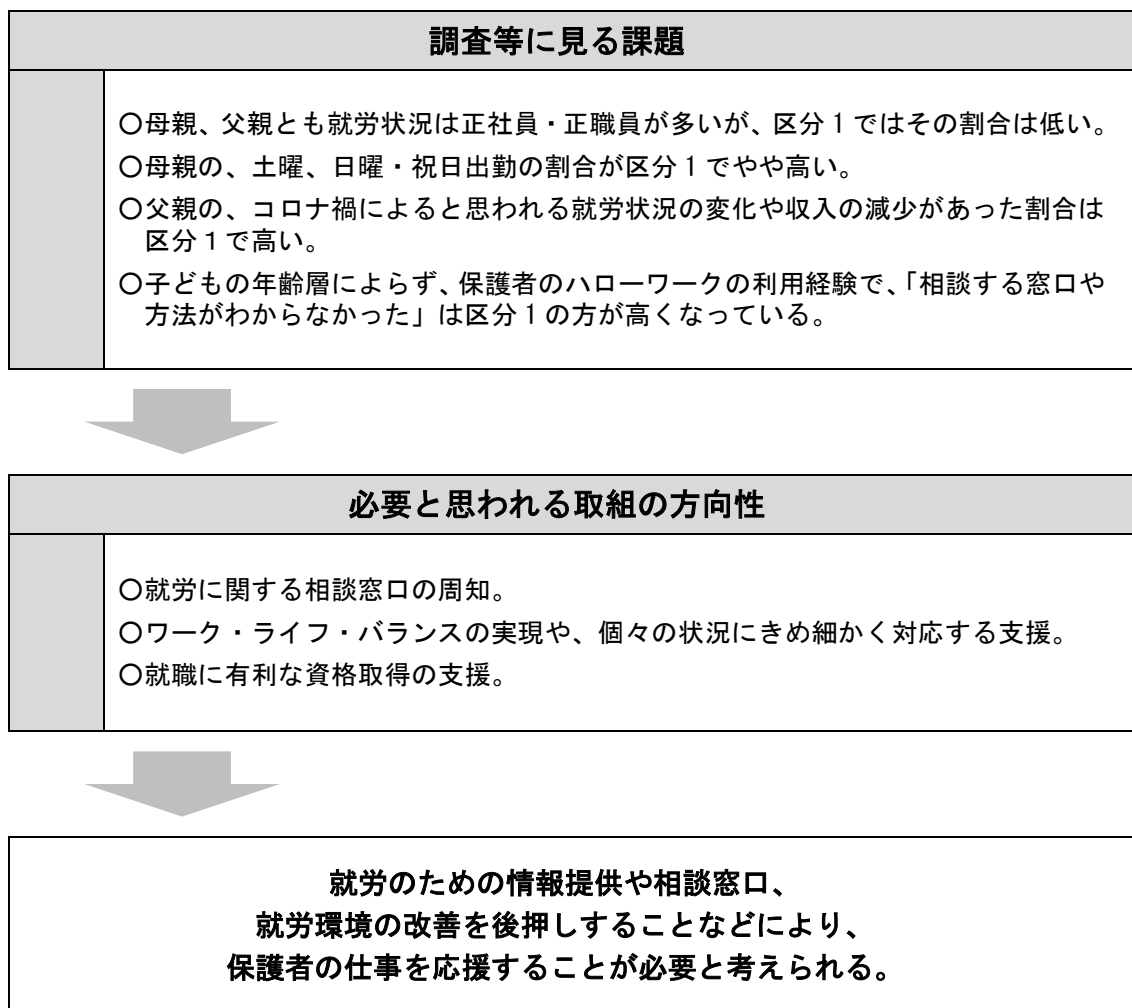 調査等に見る課題
〇母親、父親とも就労状況は正社員・正職員が多いが、区分１ではその割合は低い。
〇母親の、土曜、日曜・祝日出勤の割合が区分１でやや高い。
〇父親の、コロナ禍によると思われる就労状況の変化や収入の減少があった割合は
区分１で高い。
〇子どもの年齢層によらず、保護者のハローワークの利用経験で、「相談する窓口や
方法がわからなかった」は区分１の方が高くなっている。
必要と思われる取組の方向性
〇就労に関する相談窓口の周知。
〇ワーク・ライフ・バランスの実現や、個々の状況にきめ細かく対応する支援。
〇就職に有利な資格取得の支援。
就労のための情報提供や相談窓口、
就労環境の改善を後押しすることなどにより、
保護者の仕事を応援することが必要と考えられる。